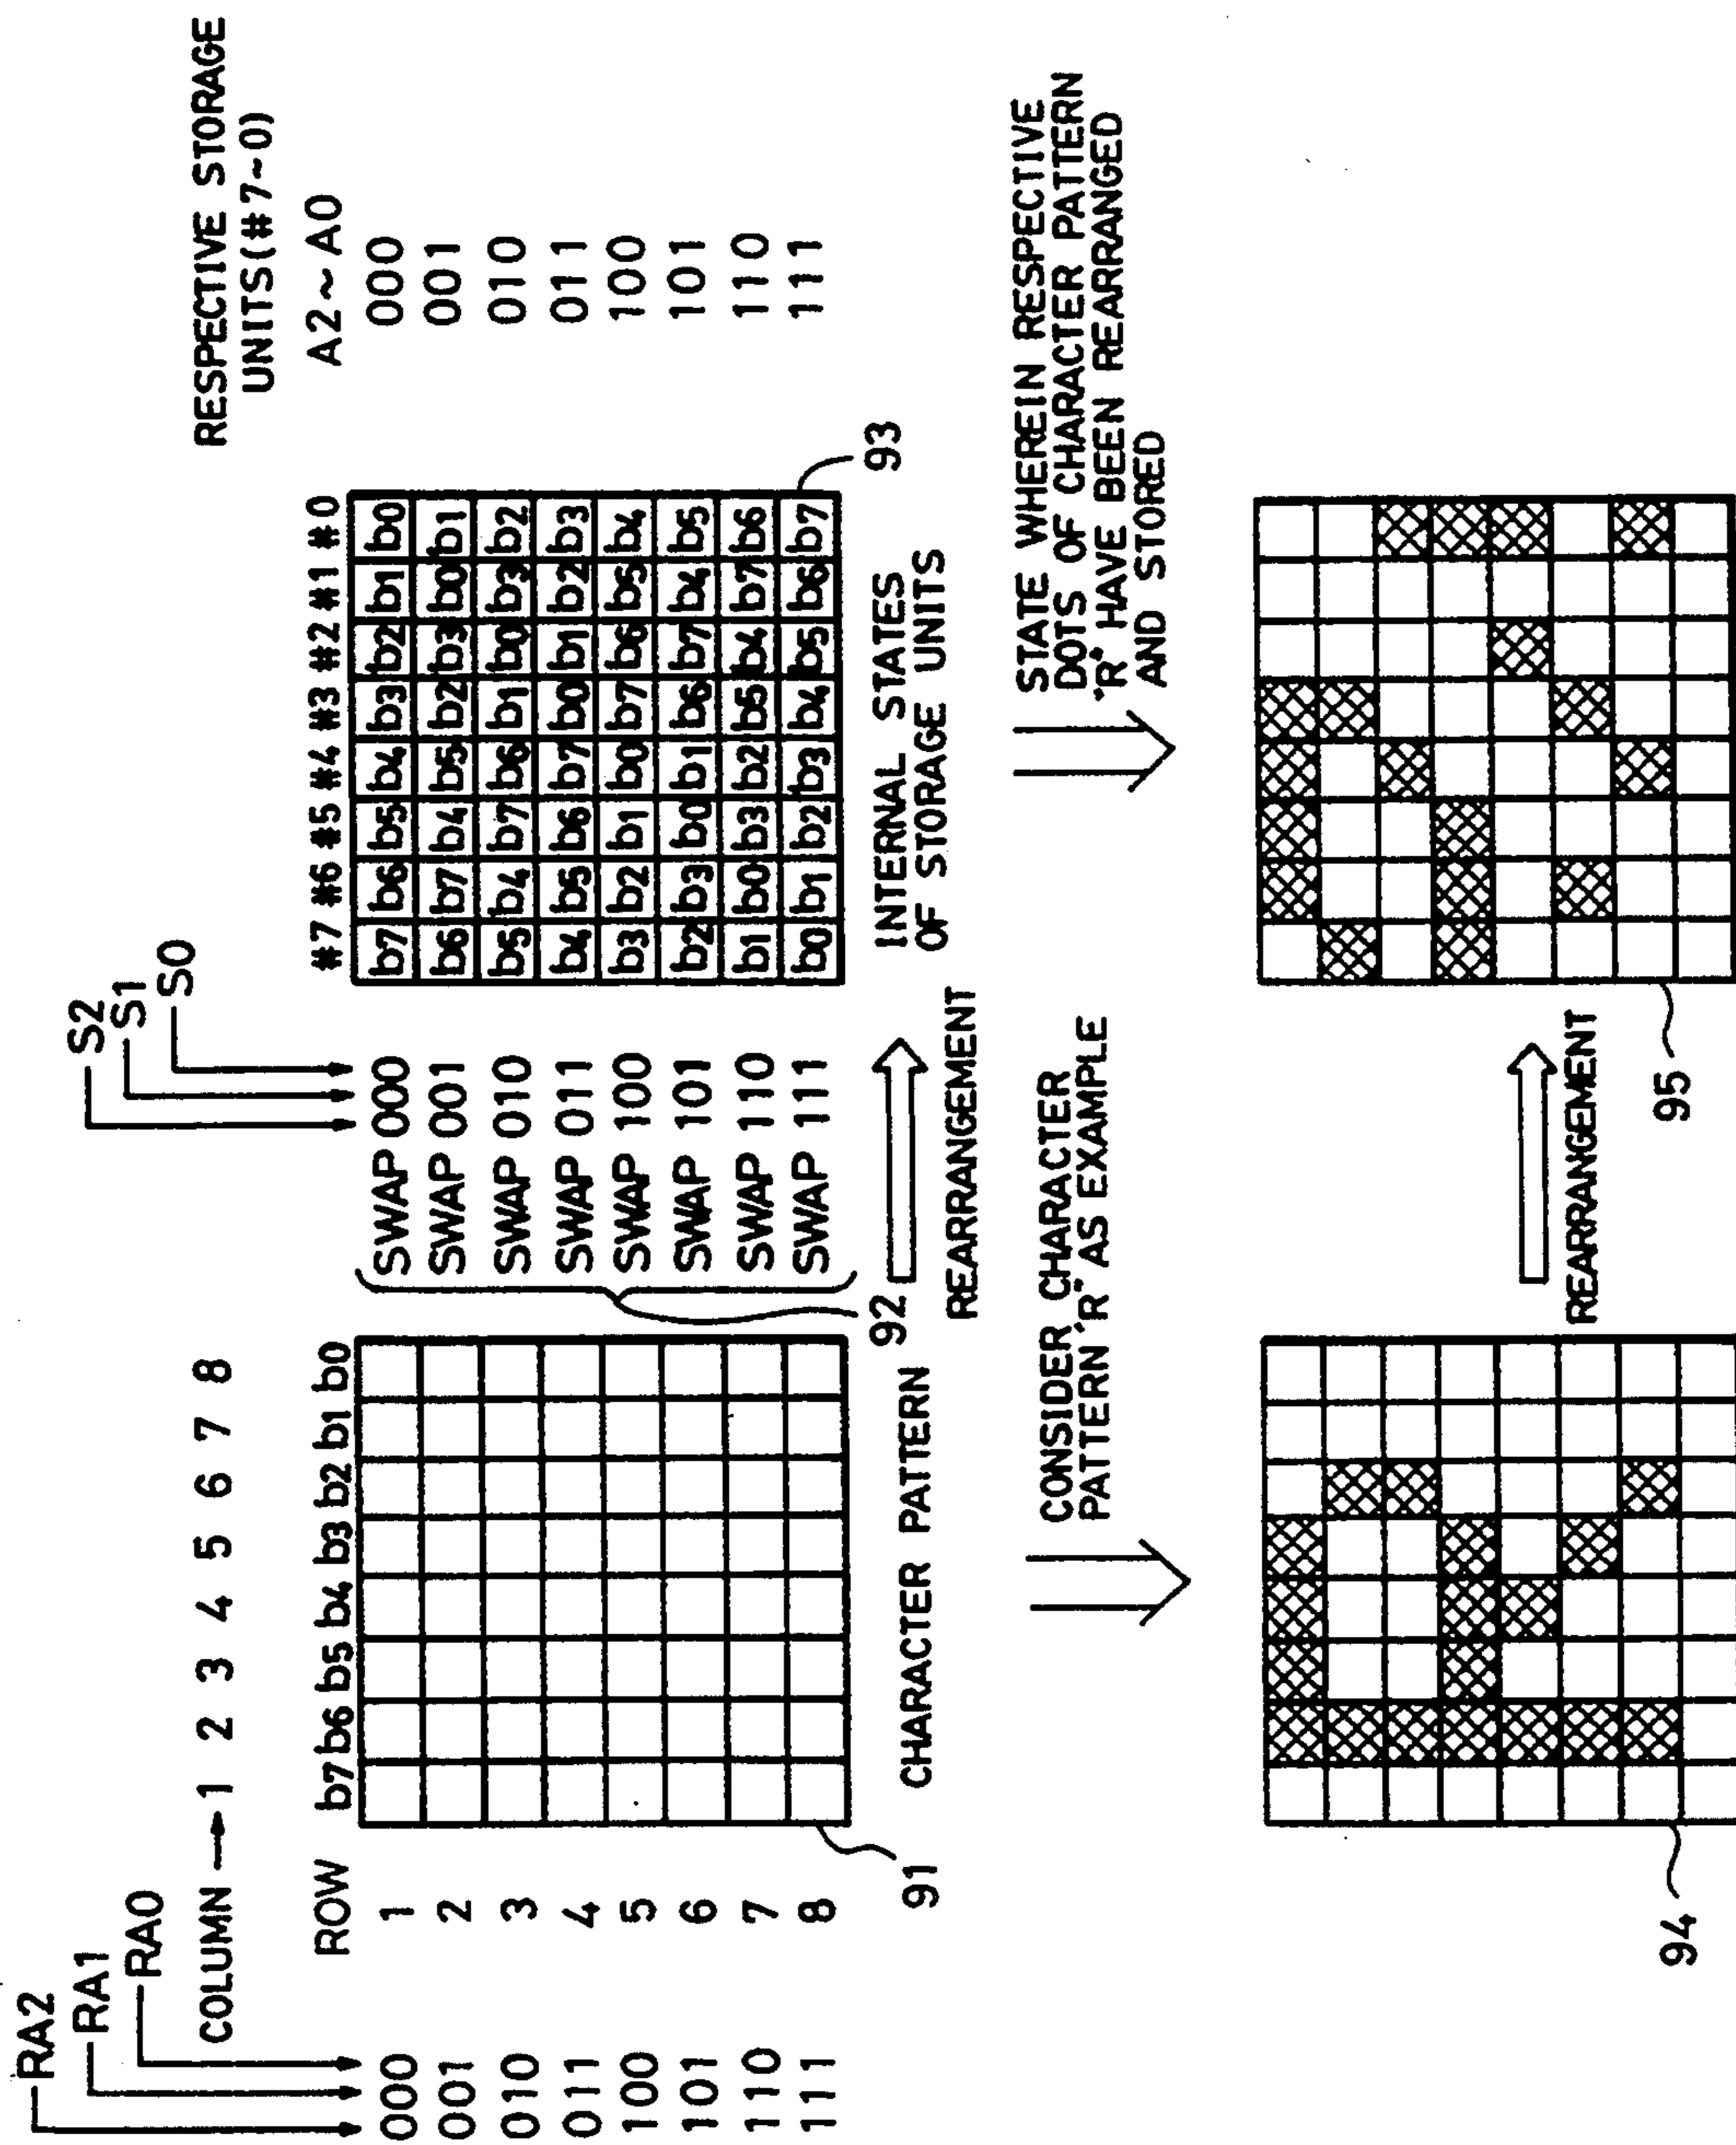 RA2
RA1
RA0
COLUMN → 1 2 3 4 5 6 7 8
ROW
b7 b6 b5 b4 b3 b2 b1 b0
000 1
001 2
010 3
011 4
100 5
101 6
110 7
111 8
91
CHARACTER PATTERN
S2
S1
S0
SWAP 000
SWAP 001
SWAP 010
SWAP 011
SWAP 100
SWAP 101
SWAP 110
SWAP 111
92
REARRANGEMENT
#7 #6 #5 #4 #3 #2 #1 #0
b7 b6 b5 b4 b3 b2 b1 b0
b6 b7 b4 b5 b2 b3 b0 b1
b5 b4 b7 b6 b1 b0 b3 b2
b4 b5 b6 b7 b0 b1 b2 b3
b3 b2 b1 b0 b7 b6 b5 b4
b2 b3 b0 b1 b6 b7 b4 b5
b1 b0 b3 b2 b5 b4 b7 b6
b0 b1 b2 b3 b4 b5 b6 b7
93
INTERNAL STATES
OF STORAGE UNITS
RESPECTIVE STORAGE
UNITS(#7~0)
A2~A0
000
001
010
011
100
101
110
111
CONSIDER CHARACTER
PATTERN "R" AS EXAMPLE
STATE WHEREIN RESPECTIVE
DOTS OF CHARACTER PATTERN
"R" HAVE BEEN REARRANGED
AND STORED
94
REARRANGEMENT
95